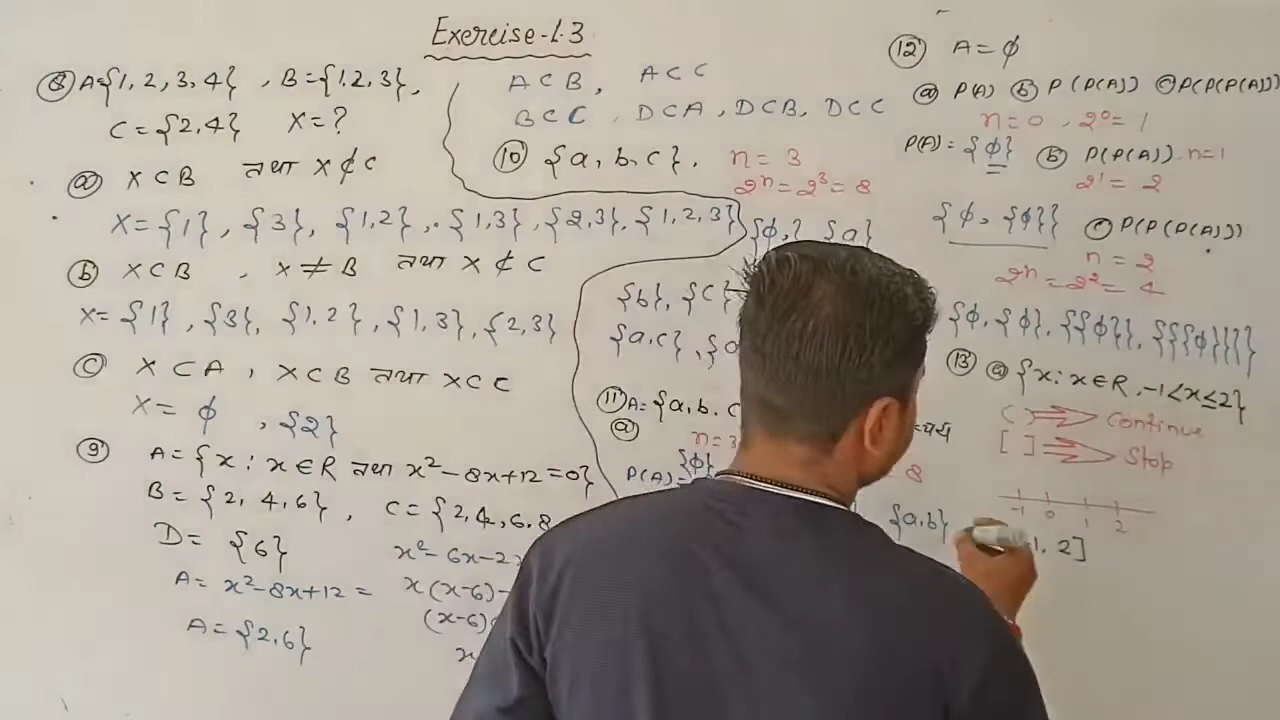 Exercise-1.3
⑧ A={1, 2, 3, 4} , B={1,2,3},
C={2,4} X=?
ⓐ X⊂B तथा X⊄C
X={1}, {3}, {1,2}, {1,3}, {2,3}, {1,2,3}
ⓑ X⊂B , X≠B तथा X⊄C
X={1}, {3}, {1,2}, {1,3}, {2,3}
ⓒ X⊂A , X⊂B तथा X⊂C
X= ϕ , {2}
⑨ A={x : x∈R तथा x²-8x+12=0}
B={2, 4, 6} , C={2,4,6,8
D= {6}
A= x²-8x+12 =
A={2,6}
x²-6x-2
x(x-6)-
(x-6)
x
A⊂B, A⊂C
B⊂C, D⊂A, D⊂B, D⊂C
⑩ {a,b,c}. n=3
2ⁿ=2³=8
{ϕ,} {a}
{b}, {c}
{a,c}, {a
⑪ A={a,b,c
ⓐ n=3
P(A)= {ϕ}
8
{a,b}
⑫ A=ϕ
ⓐ P(A) ⓑ P(P(A)) ⓒ P(P(P(A)))
n=0, 2⁰=1
P(A)={ϕ} ⓑ P(P(A)) n=1
2¹=2
{ϕ, {ϕ}} ⓒ P(P(P(A)))
n=2
2ⁿ=2²=4
{ϕ, {ϕ}, {{ϕ}}, {{{ϕ}}}}
⑬ ⓐ {x: x∈R, -1<x≤2}
( ) ⇒ Continue
[ ] ⇒ Stop
-1 0 1 2
1, 2]